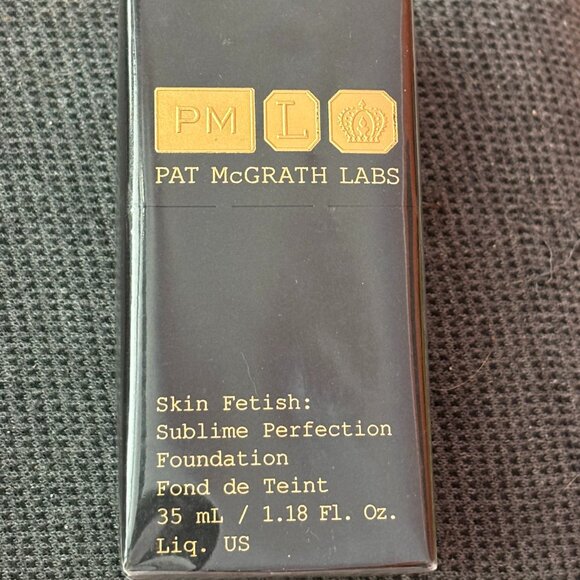 PM L
PAT McGRATH LABS
Skin Fetish:
Sublime Perfection
Foundation
Fond de Teint
35 mL / 1.18 Fl. Oz.
Liq. US